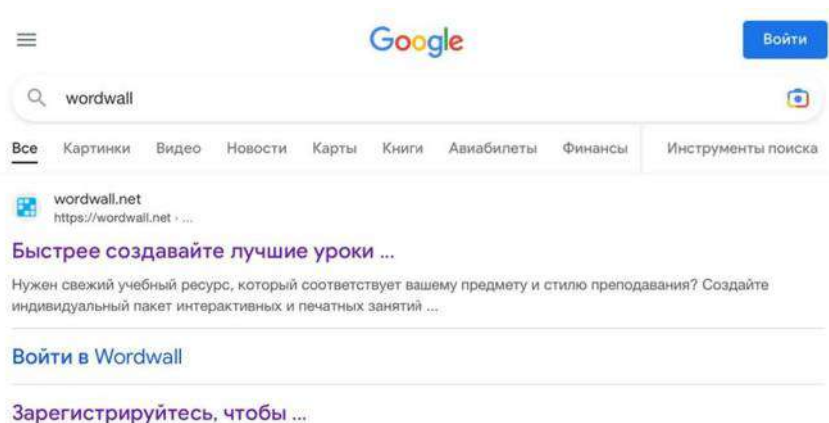 Google
Войти
wordwall
Все Картинки Видео Новости Карты Книги Авиабилеты Финансы Инструменты поиска
wordwall.net
https://wordwall.net › ...
Быстрее создавайте лучшие уроки ...
Нужен свежий учебный ресурс, который соответствует вашему предмету и стилю преподавания? Создайте
индивидуальный пакет интерактивных и печатных занятий ...
Войти в Wordwall
Зарегистрируйтесь, чтобы ...